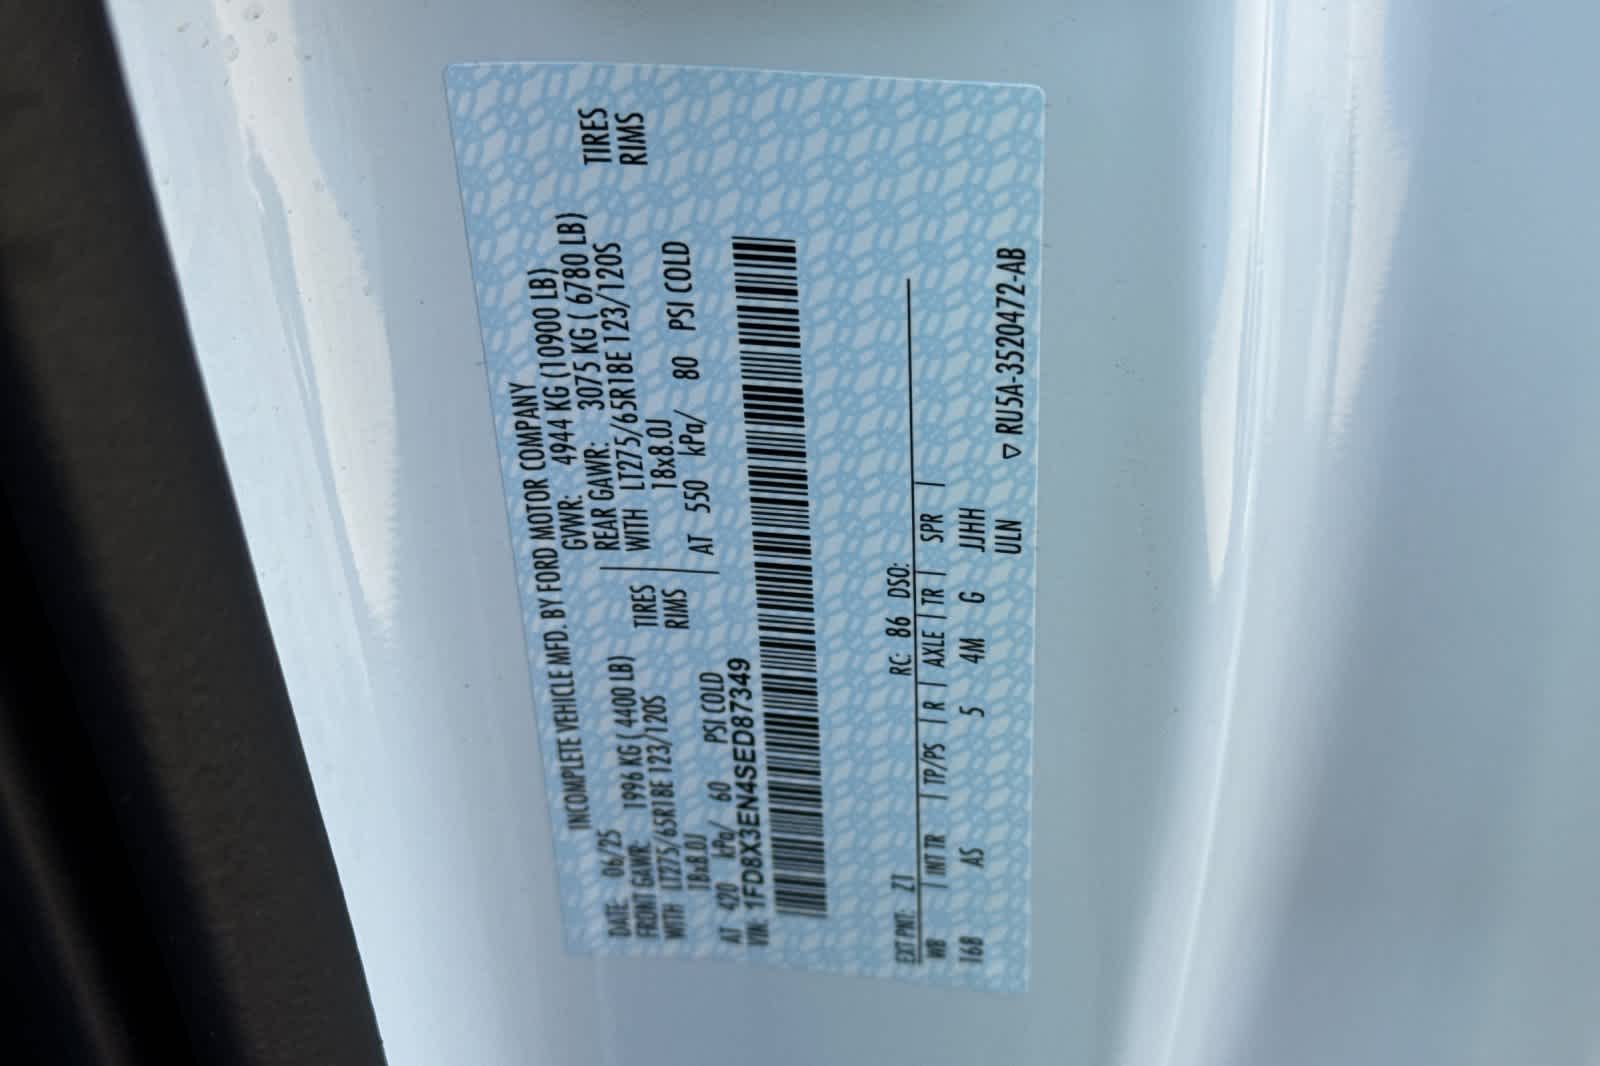 INCOMPLETE VEHICLE MFD. BY FORD MOTOR COMPANY
DATE: 06/25 GVWR: 4944 KG (10900 LB)
FRONT GAWR: 1996 KG ( 4400 LB) REAR GAWR: 3075 KG ( 6780 LB)
WITH LT275/65R18E 123/120S TIRES WITH LT275/65R18E 123/120S TIRES
18x8.0J RIMS 18x8.0J RIMS
AT 420 kPa/ 60 PSI COLD AT 550 kPa/ 80 PSI COLD
VIN: 1FD8X3EN4SED87349
EXT PNT: Z1 RC: 86 DSO:
WB | INT TR | TP/PS | R | AXLE | TR | SPR |
168 AS 5 4M G JJHH
ULN ▽ RU5A-3520472-AB